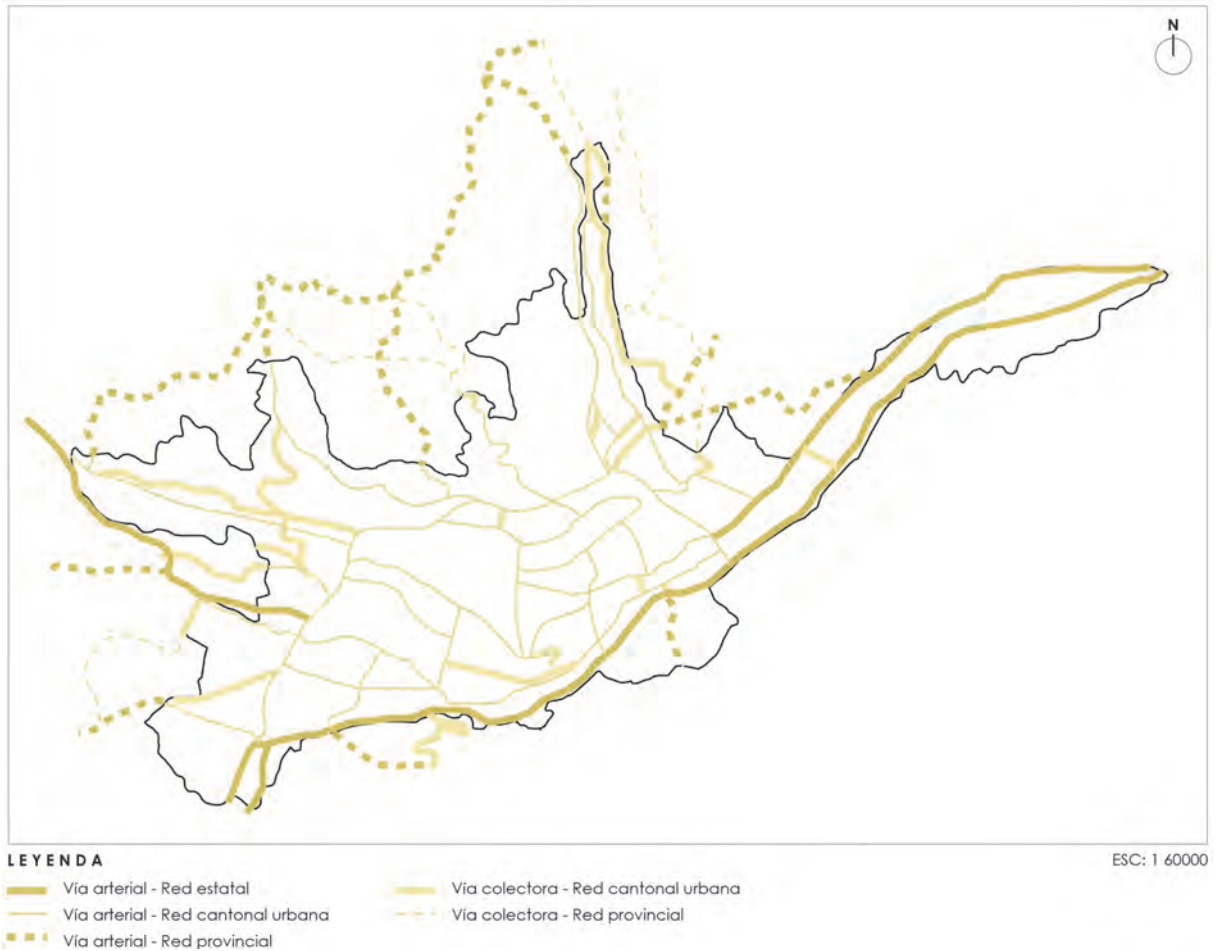 N
LEYENDA
ESC: 1 60000
Vía arterial - Red estatal
Vía arterial - Red cantonal urbana
Vía arterial - Red provincial
Vía colectora - Red cantonal urbana
Vía colectora - Red provincial